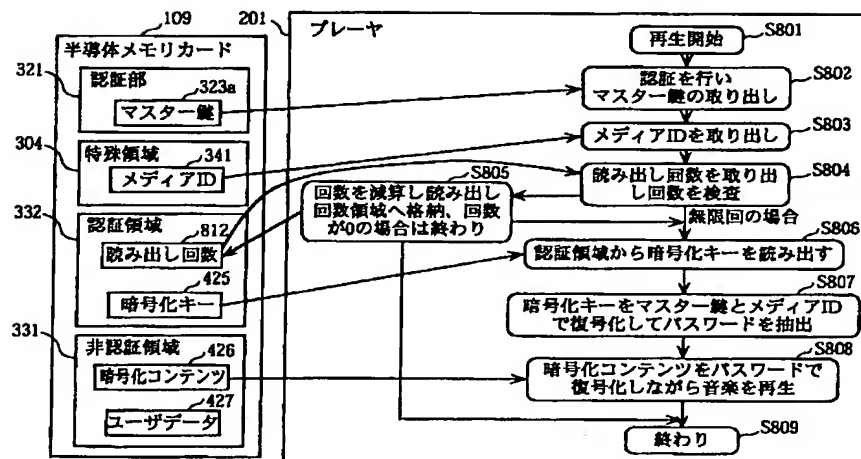 109
201
半導体メモリカード
321
認証部
323a
マスター鍵
304
特殊領域
341
メディアID
332
認証領域
812
読み出し回数
425
暗号化キー
331
非認証領域
426
暗号化コンテンツ
427
ユーザデータ
プレーヤ
再生開始
S801
認証を行い
マスター鍵の取り出し
S802
メディアIDを取り出し
S803
読み出し回数を取り出
し回数を検査
S804
S805
回数を減算し読み出し
回数領域へ格納、回数
が0の場合は終わり
無限回の場合
S806
認証領域から暗号化キーを読み出す
S807
暗号化キーをマスター鍵とメディアID
で復号化してパスワードを抽出
S808
暗号化コンテンツをパスワードで
復号化しながら音楽を再生
S809
終わり